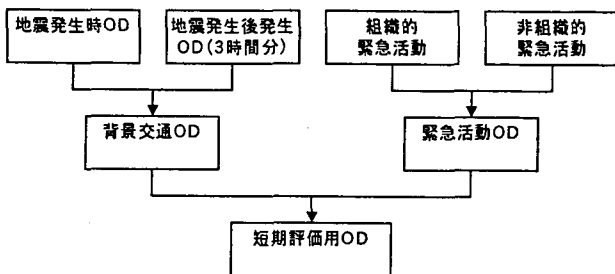 地震発生時OD
地震発生後発生
OD(3時間分)
組織的
緊急活動
非組織的
緊急活動
背景交通OD
緊急活動OD
短期評価用OD